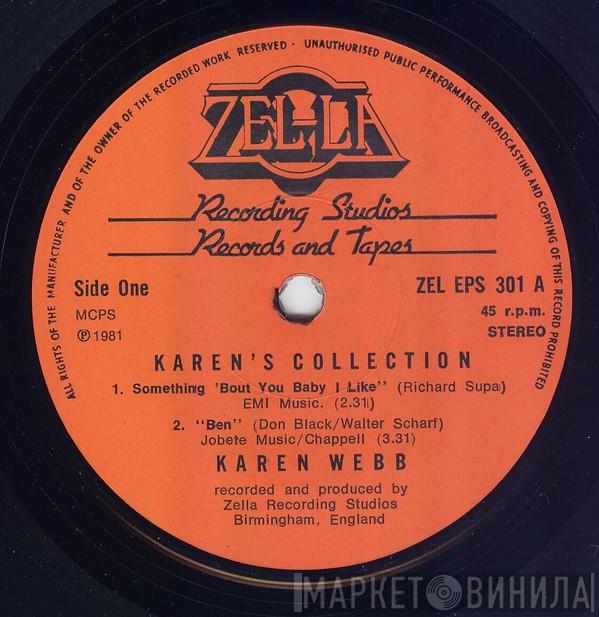 ALL RIGHTS OF THE MANUFACTURER AND OF THE OWNER OF THE RECORDED WORK RESERVED · UNAUTHORISED PUBLIC PERFORMANCE BROADCASTING AND COPYING OF THIS RECORD PROHIBITED
ZEL-LA
Recording Studios
Records and Tapes
Side One
ZEL EPS 301 A
MCPS
45 r.p.m.
℗ 1981
STEREO
KAREN'S COLLECTION
1. Something 'Bout You Baby I Like" (Richard Supa)
EMI Music. (2.31)
2. "Ben" (Don Black/Walter Scharf)
Jobete Music/Chappell (3.31)
KAREN WEBB
recorded and produced by
Zella Recording Studios
Birmingham, England
МАРКЕТ ВИНИЛА